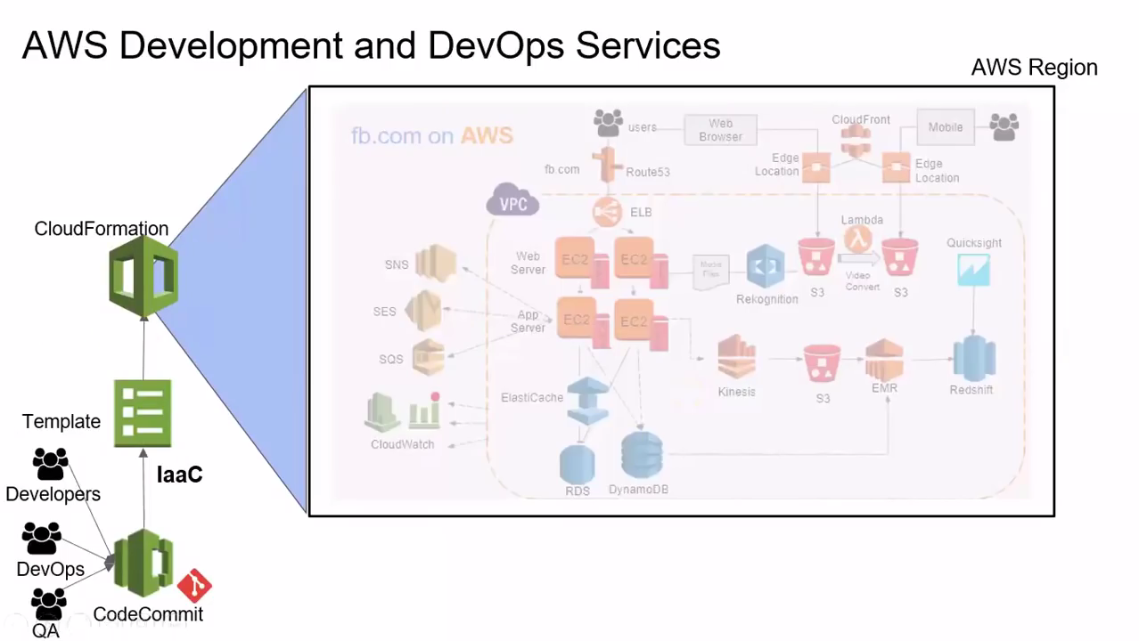 AWS Development and DevOps Services
AWS Region
fb.com on AWS
users
Web
Browser
CloudFront
Mobile
fb.com
Route53
Edge
Location
Edge
Location
VPC
ELB
Lambda
CloudFormation
Web
Server
EC2
EC2
Media
Files
Rekognition
S3
Video
Convert
S3
Quicksight
SNS
SES
App
Server
EC2
EC2
SQS
Kinesis
S3
EMR
Redshift
ElastiCache
CloudWatch
RDS
DynamoDB
Template
IaaC
Developers
DevOps
CodeCommit
QA